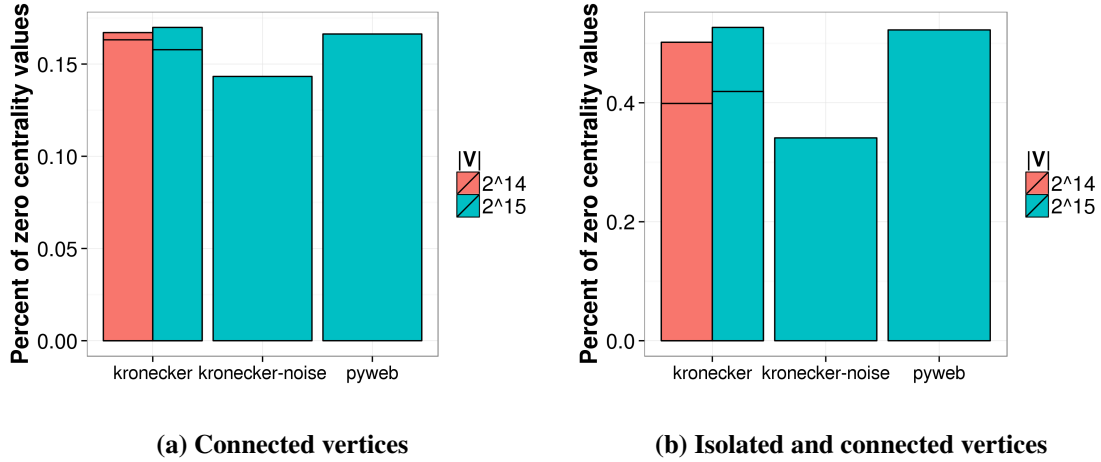 Percent of zero centrality values
0.15
0.10
0.05
0.00
kronecker kronecker-noise pyweb
|V|
2^14
2^15
(a) Connected vertices
Percent of zero centrality values
0.4
0.2
0.0
kronecker kronecker-noise pyweb
|V|
2^14
2^15
(b) Isolated and connected vertices